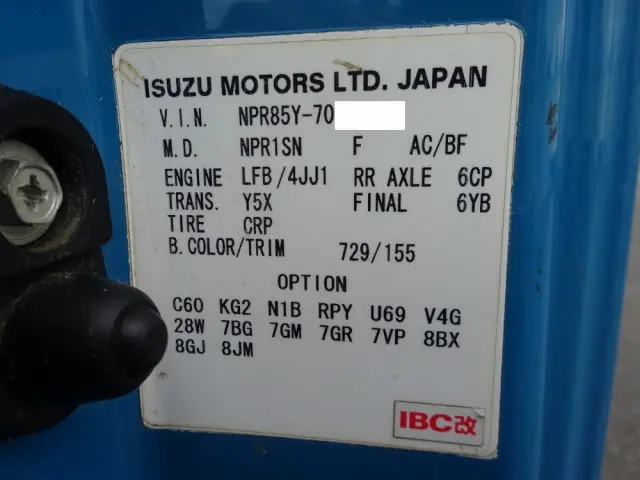 ISUZU MOTORS LTD. JAPAN
V.I.N. NPR85Y-70
M.D. NPR1SN F AC/BF
ENGINE LFB/4JJ1 RR AXLE 6CP
TRANS. Y5X FINAL 6YB
TIRE CRP
B.COLOR/TRIM 729/155
OPTION
C60 KG2 N1B RPY U69 V4G
28W 7BG 7GM 7GR 7VP 8BX
8GJ 8JM
IBC改